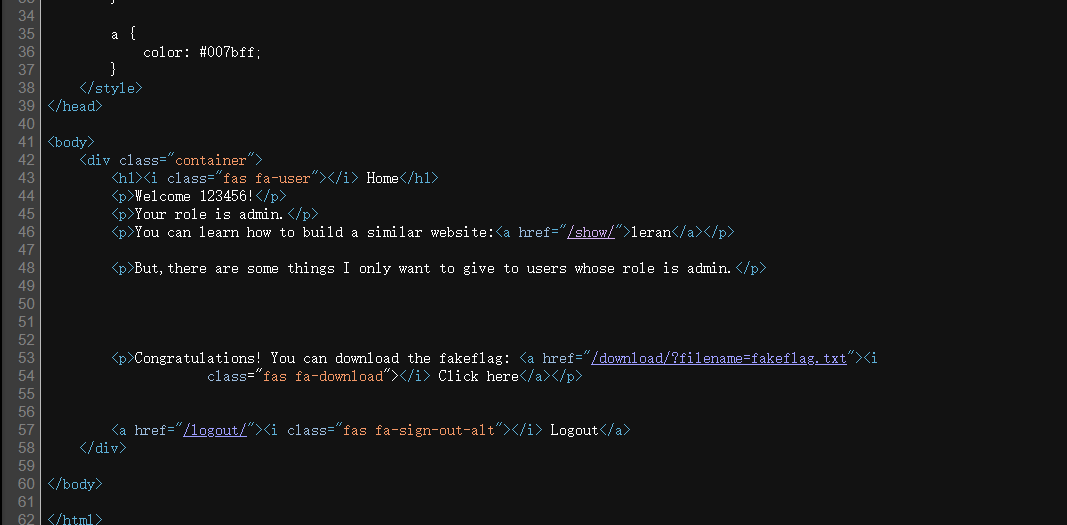 34
35 a {
36 color: #007bff;
37 }
38 </style>
39 </head>
40
41 <body>
42 <div class="container">
43 <h1><i class="fas fa-user"></i> Home</h1>
44 <p>Welcome 123456!</p>
45 <p>Your role is admin.</p>
46 <p>You can learn how to build a similar website:<a href="/show/">leran</a></p>
47
48 <p>But,there are some things I only want to give to users whose role is admin.</p>
49
50
51
52
53 <p>Congratulations! You can download the fakeflag: <a href="/download/?filename=fakeflag.txt"><i
54 class="fas fa-download"></i> Click here</a></p>
55
56
57 <a href="/logout/"><i class="fas fa-sign-out-alt"></i> Logout</a>
58 </div>
59
60 </body>
61
62 </html>